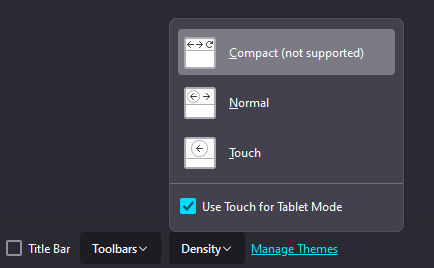 Compact (not supported)
Normal
Touch
Use Touch for Tablet Mode
Title Bar
Toolbars
Density
Manage Themes